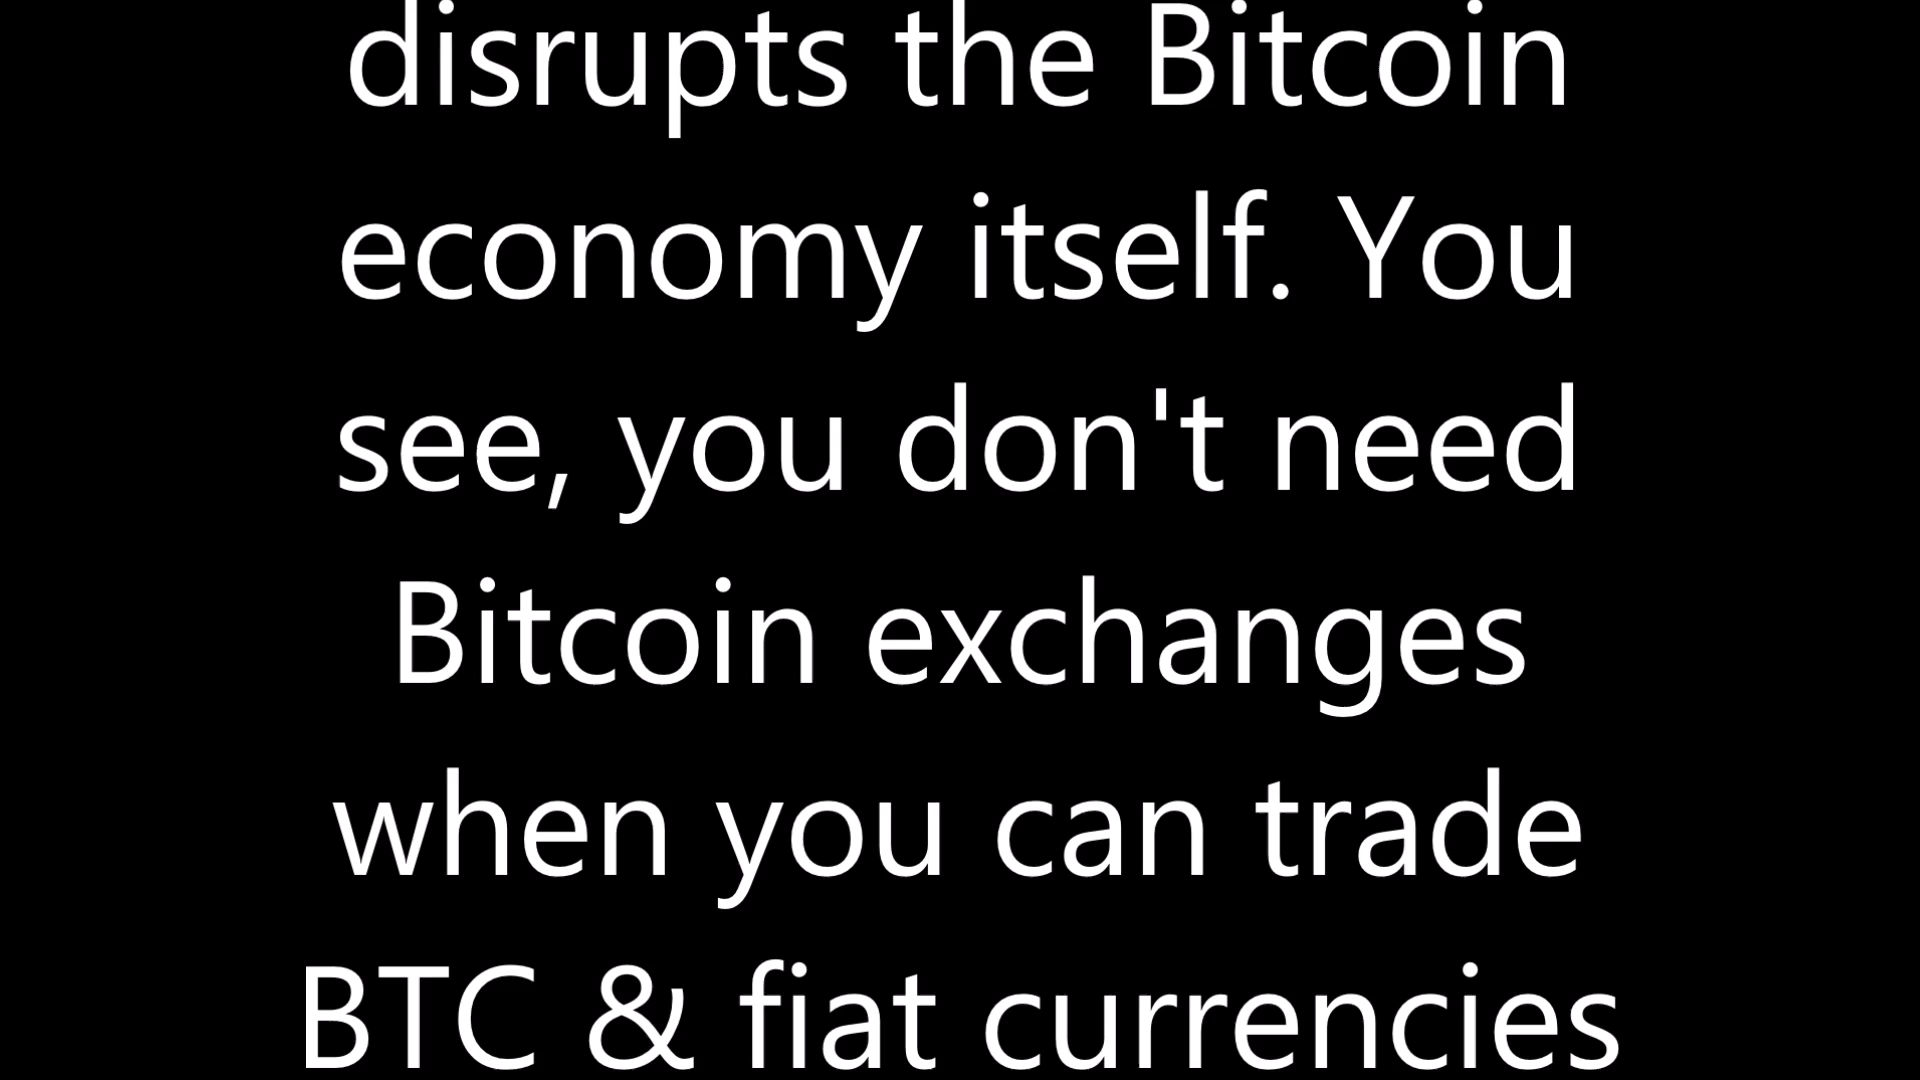 disrupts the Bitcoin
economy itself. You
see, you don't need
Bitcoin exchanges
when you can trade
BTC & fiat currencies